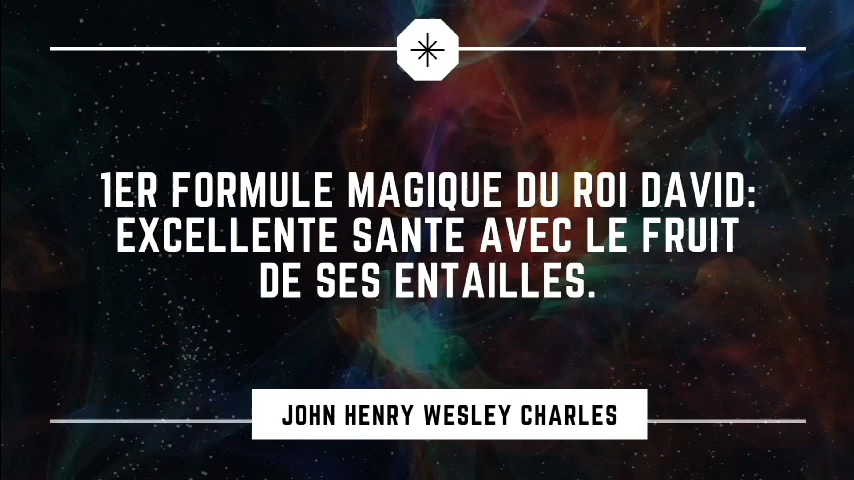 1ER FORMULE MAGIQUE DU ROI DAVID:
EXCELLENTE SANTE AVEC LE FRUIT
DE SES ENTAILLES.
JOHN HENRY WESLEY CHARLES